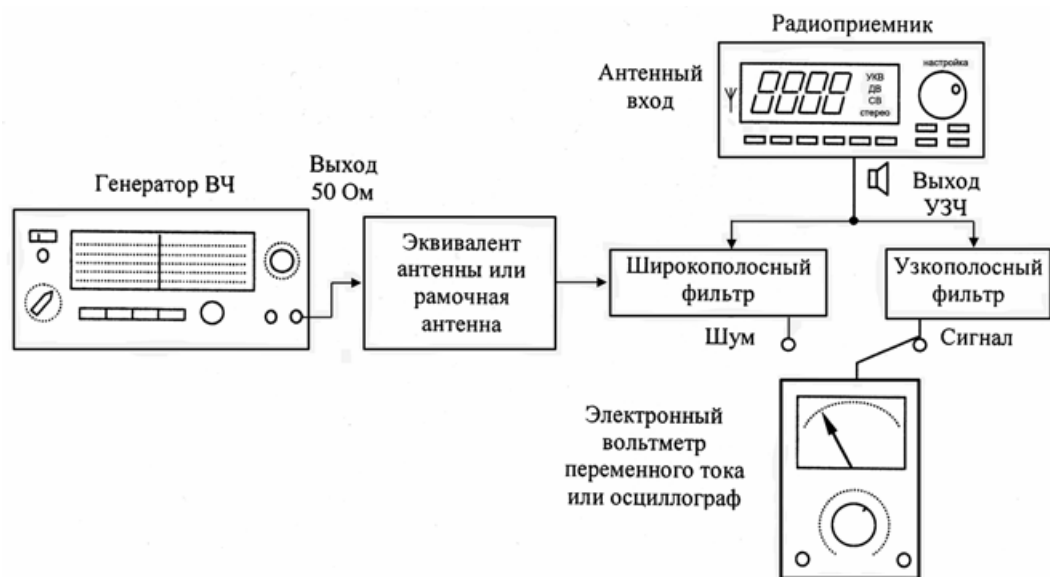 Радиоприемник
Антенный
вход
настройка
УКВ
ДВ
СВ
стерео
Генератор ВЧ
Выход
50 Ом
Выход
УЗЧ
Эквивалент
антенны или
рамочная
антенна
Широкополосный
фильтр
Узкополосный
фильтр
Шум
Сигнал
Электронный
вольтметр
переменного тока
или осциллограф